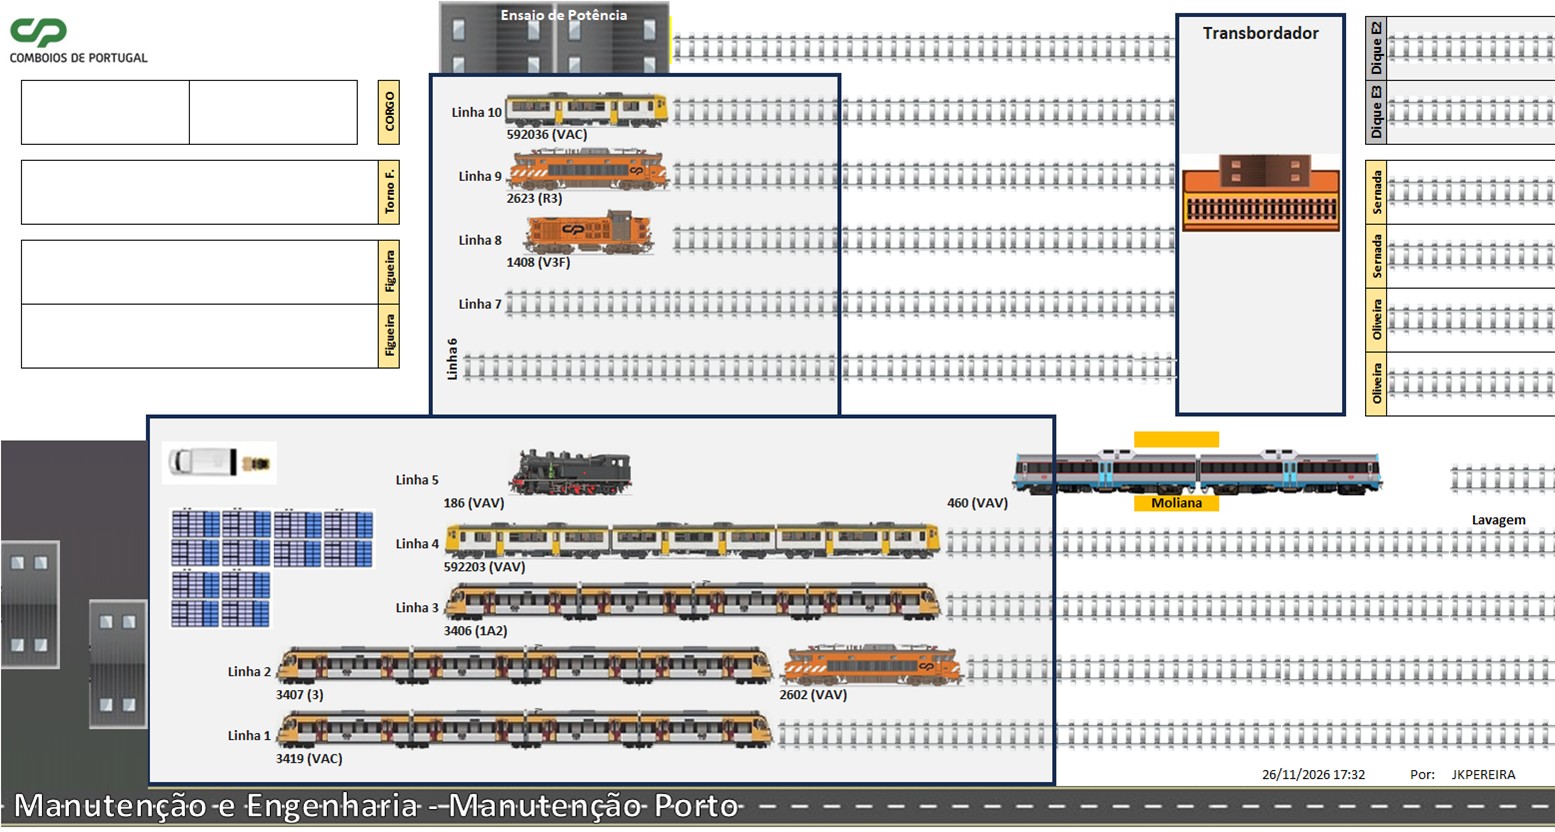 Ensaio de Potência
Transbordador
Dique E2
COMBOIOS DE PORTUGAL
CORGO
Linha 10
592036 (VAC)
Dique E3
Torno F.
Linha 9
2623 (R3)
Sernada
Linha 8
1408 (V3F)
Sernada
Figueira
Linha 7
Oliveira
Figueira
Linha 6
Oliveira
Linha 5
186 (VAV)
460 (VAV)
Moliana
Lavagem
Linha 4
592203 (VAV)
Linha 3
3406 (1A2)
Linha 2
3407 (3)
2602 (VAV)
Linha 1
3419 (VAC)
26/11/2026 17:32
Por: JKPEREIRA
Manutenção e Engenharia - Manutenção Porto